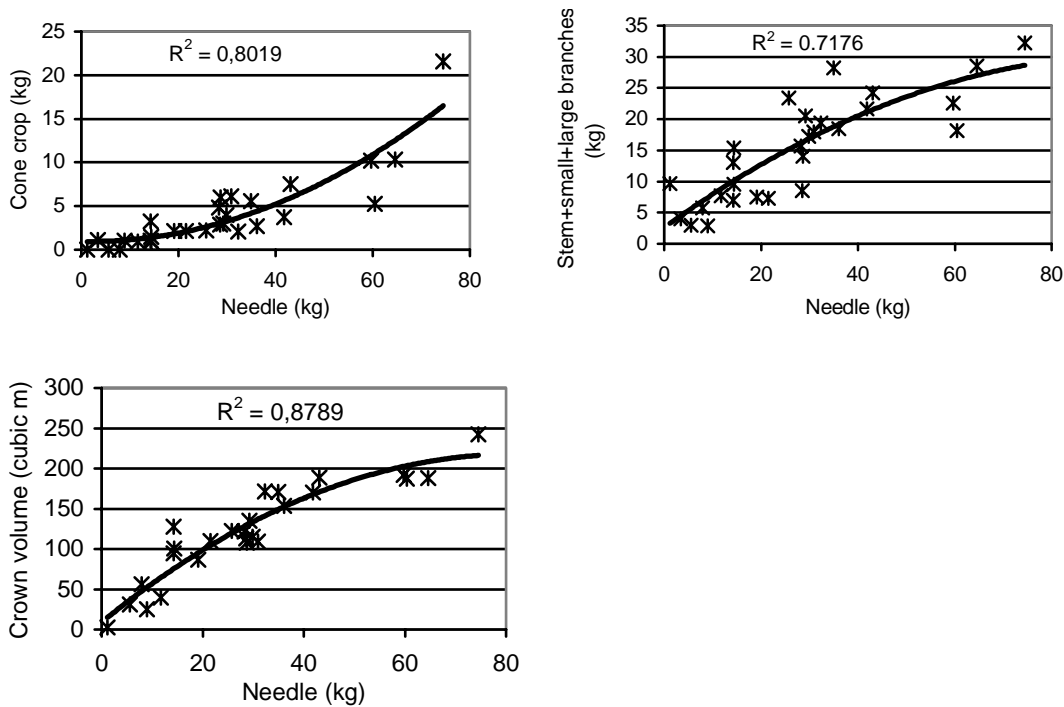 R² = 0,8019
Cone crop (kg)
25
20
15
10
5
0
0 20 40 60 80
Needle (kg)
R² = 0.7176
Stem+small+large branches
(kg)
35
30
25
20
15
10
5
0
0 20 40 60 80
Needle (kg)
R² = 0,8789
Crown volume (cubic m)
300
250
200
150
100
50
0
0 20 40 60 80
Needle (kg)